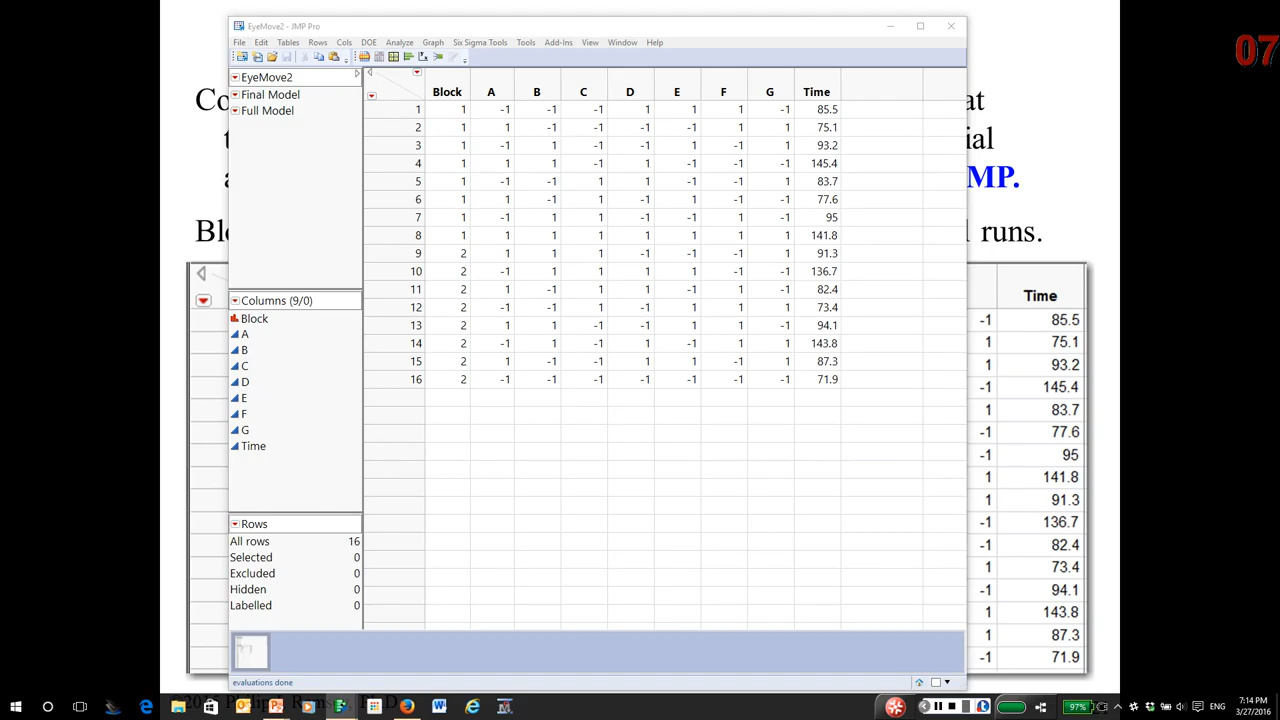 EyeMove2 - JMP Pro
File Edit Tables Rows Cols DOE Analyze Graph Six Sigma Tools Tools Add-Ins View Window Help
07
EyeMove2
Final Model
Full Model
Block A B C D E F G Time
1 1 -1 -1 -1 1 1 1 -1 85.5
2 1 1 -1 -1 -1 -1 1 1 75.1
3 1 -1 1 -1 -1 1 -1 1 93.2
4 1 1 1 -1 1 -1 -1 -1 145.4
5 1 -1 -1 1 1 -1 -1 1 83.7
6 1 1 -1 1 -1 1 -1 -1 77.6
7 1 -1 1 1 -1 -1 1 -1 95
8 1 1 1 1 1 1 1 1 141.8
9 2 1 1 1 -1 -1 -1 1 91.3
10 2 -1 1 1 1 1 -1 -1 136.7
11 2 1 -1 1 1 -1 1 -1 82.4
12 2 -1 -1 1 -1 1 1 1 73.4
13 2 1 1 -1 -1 1 1 -1 94.1
14 2 -1 1 -1 1 -1 1 1 143.8
15 2 1 -1 -1 1 1 -1 1 87.3
16 2 -1 -1 -1 -1 -1 -1 -1 71.9
Columns (9/0)
Block
A
B
C
D
E
F
G
Time
Rows
All rows 16
Selected 0
Excluded 0
Hidden 0
Labelled 0
evaluations done
MP.
runs.
Time
-1 85.5
1 75.1
1 93.2
-1 145.4
1 83.7
-1 77.6
-1 95
1 141.8
1 91.3
-1 136.7
-1 82.4
1 73.4
-1 94.1
1 143.8
1 87.3
-1 71.9
97%
ENG
7:14 PM
3/27/2016